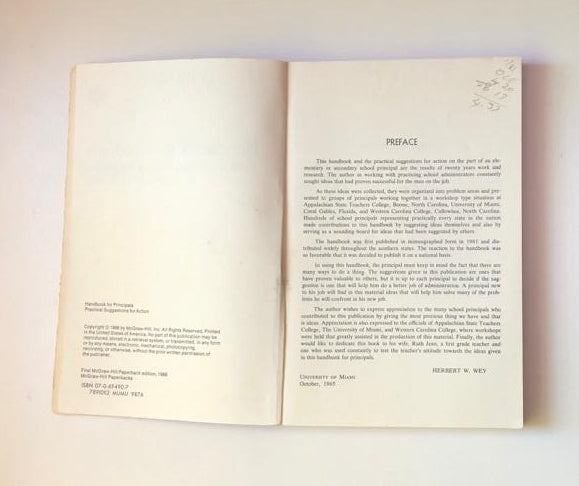 Handbook for Principals
Practical Suggestions for Action
Copyright © 1966 by McGraw-Hill, Inc. All Rights Reserved. Printed
in the United States of America. No part of this publication may be
reproduced, stored in a retrieval system, or transmitted, in any form
or by any means, electronic, mechanical, photocopying,
recording, or otherwise, without the prior written permission of
the publisher.
First McGraw-Hill Paperback edition, 1966
McGraw-Hill Paperbacks
ISBN 07-0-69490-7
PREFACE
This handbook and the practical suggestions for action on the part of an ele-
mentary or secondary school principal are the results of twenty years work and
research. The author in working with practicing school administrators constantly
sought ideas that had proven successful for the man on the job.
As these ideas were collected, they were organized into problem areas and pre-
sented to groups of principals working together in a workshop type situation at
Appalachian State Teachers College, Boone, North Carolina, University of Miami,
Coral Gables, Florida, and Western Carolina College, Cullowhee, North Carolina.
Hundreds of school principals representing practically every state in the nation
made contributions to this handbook by suggesting ideas themselves and also by
serving as a sounding board for ideas that had been suggested by others
The handbook was first published in mimeographed form in 1961 and dis-
tributed widely throughout the southern states. The reaction to the handbook was
so favorable that it was decided to publish it on a national basis.
In using this handbook, the principal must keep in mind the fact that there are
many ways to do a thing. The suggestions given in this publication are ones that
have proven valuable to others, but it is up to each principal to decide if the sug-
gestion is one that will help him do a better job of administration. A principal new
to his job will find in this material ideas that will help him solve many of the prob-
lems he will confront in his new job.
The author wishes to express appreciation to the many school principals who
contributed to this publication by giving the most precious thing we have and that
is ideas. Appreciation is also expressed to the officials of Appalachian State Teachers
College, The University of Miami, and Western Carolina College, where workshops
were held that greatly assisted in the production of this material. Finally, the author
would like to dedicate this book to his wife, Ruth Jean, a first grade teacher and
one who was used constantly to test the teacher's attitude towards the ideas given
in this handbook for principals.
HERBERT W. WEY
UNIVERSITY OF MIAMI
October, 1965